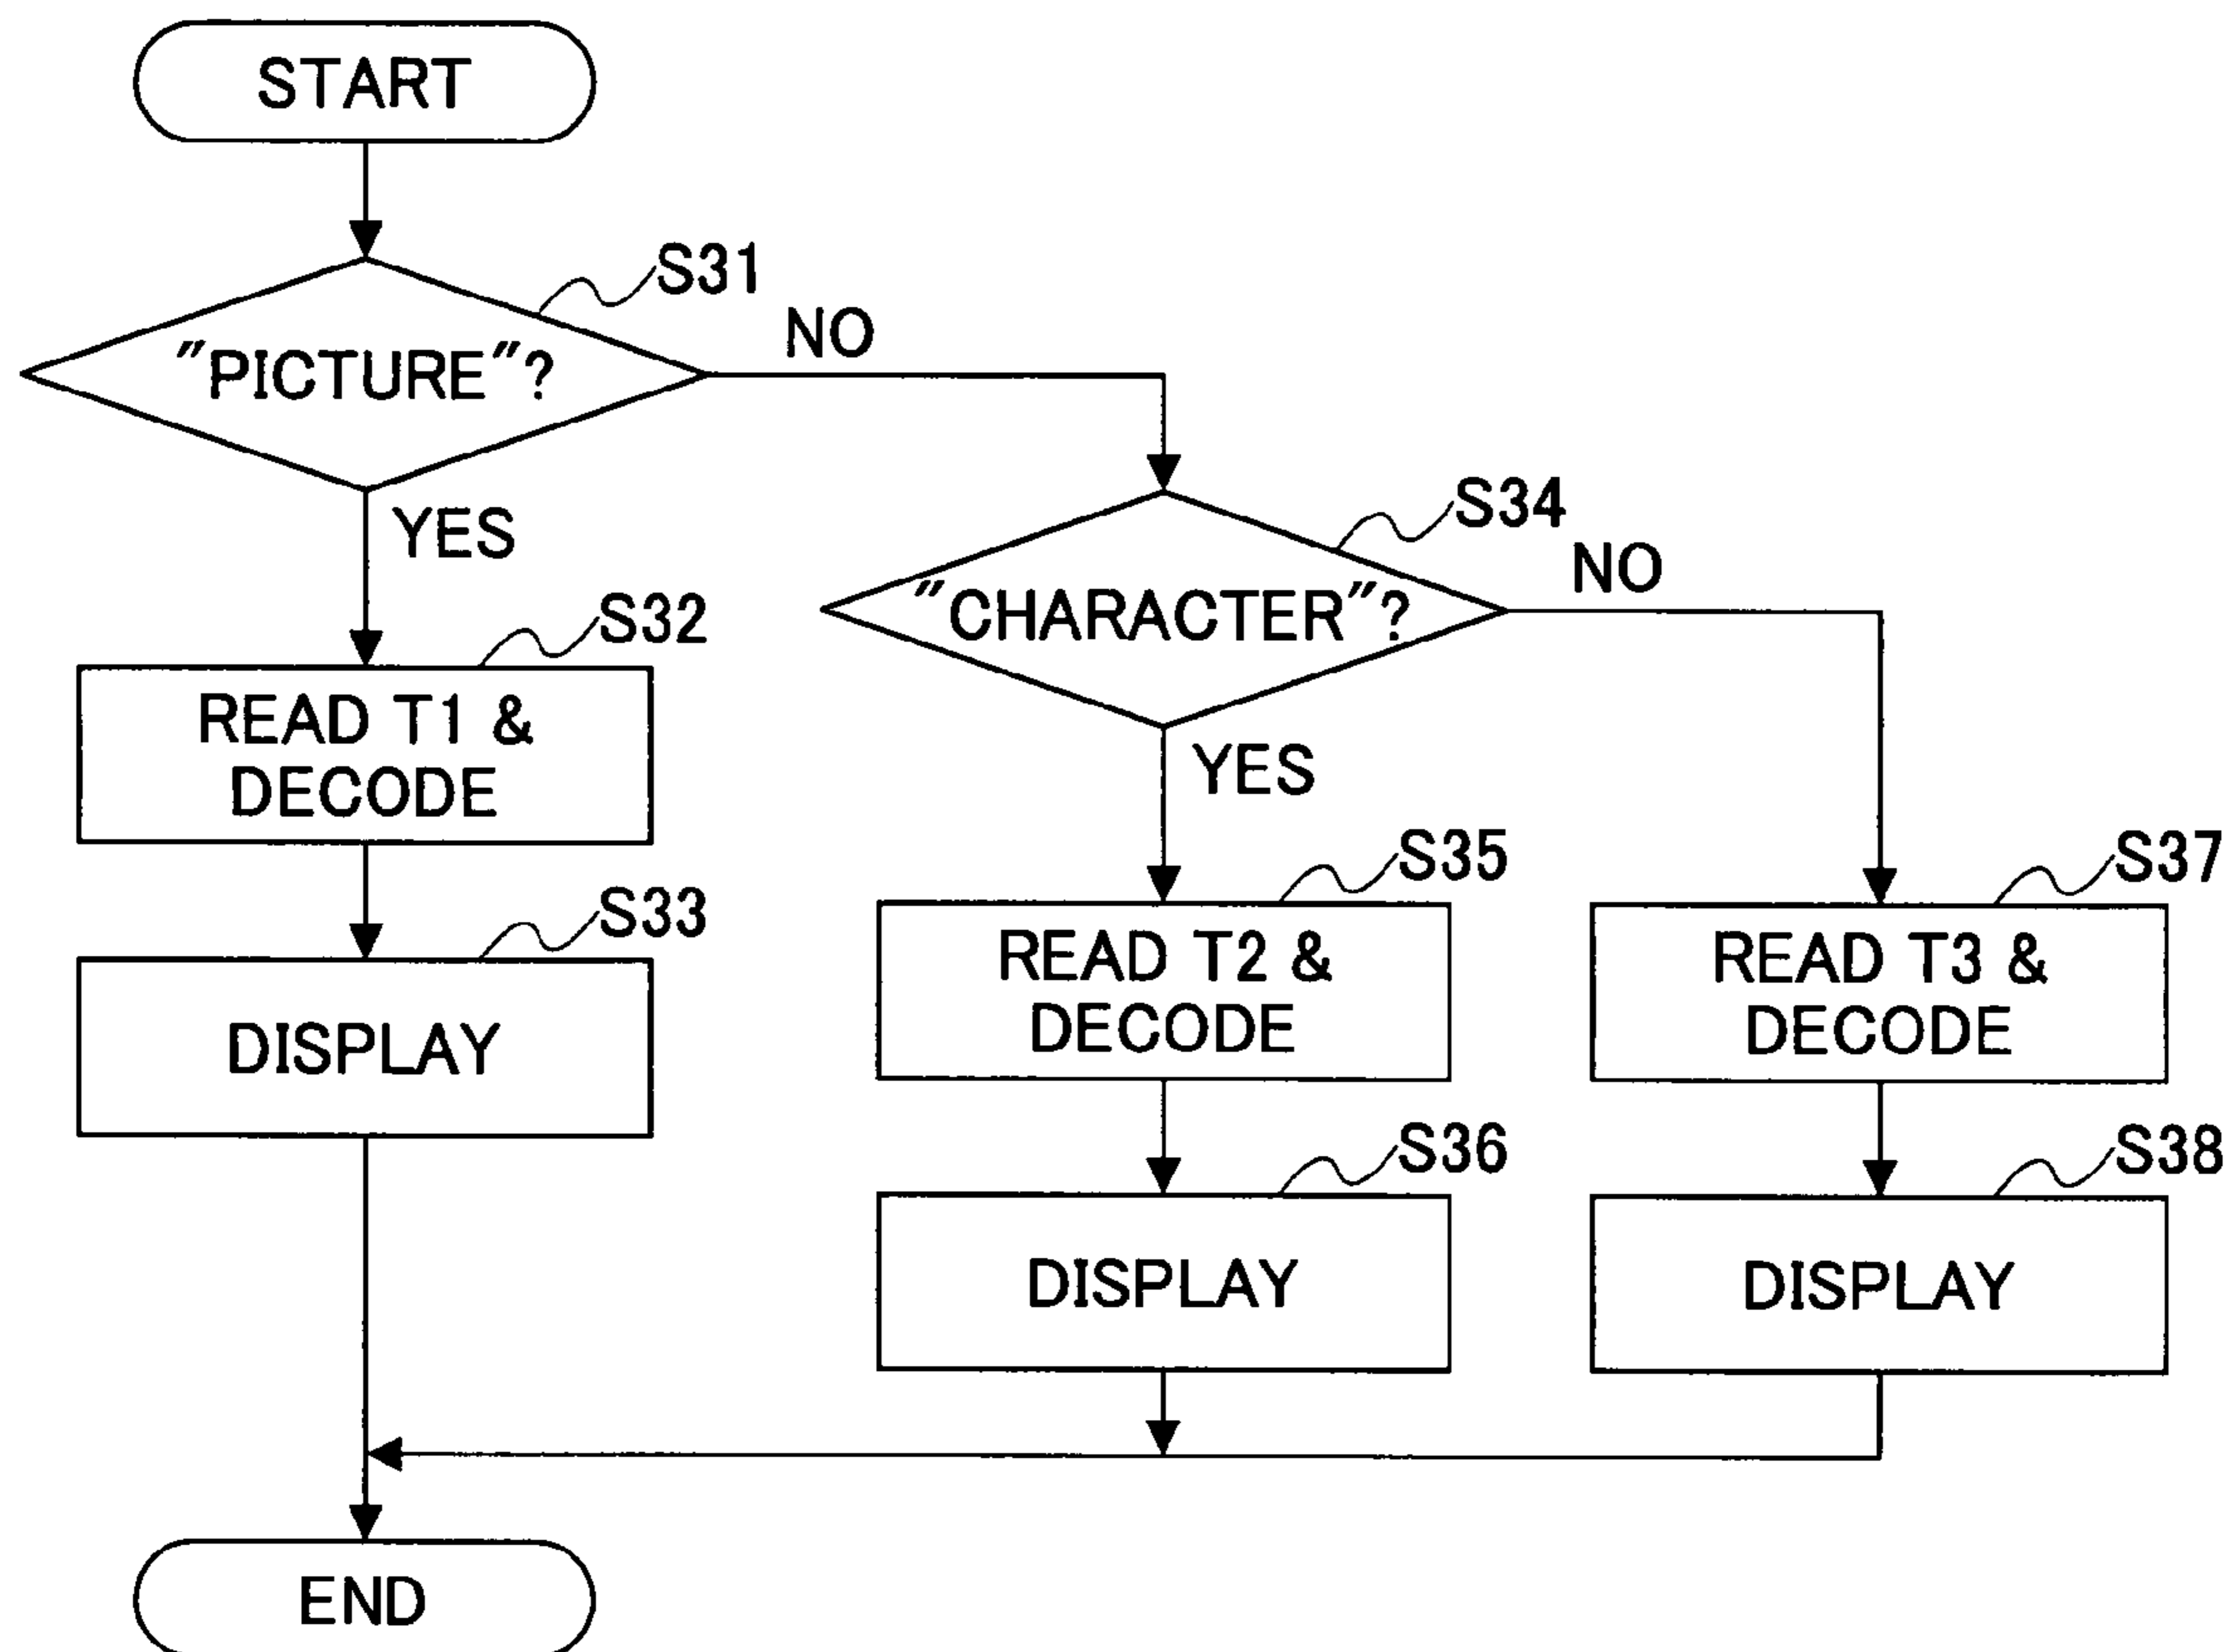 START
S31
"PICTURE"?
NO
YES
S34
"CHARACTER"?
NO
YES
S32
READ T1 &
DECODE
S33
DISPLAY
S35
READ T2 &
DECODE
S36
DISPLAY
S37
READ T3 &
DECODE
S38
DISPLAY
END